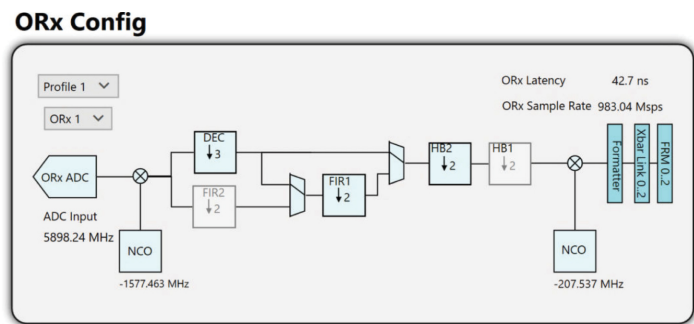 ORx Config
Profile 1
ORx 1
ORx Latency 42.7 ns
ORx Sample Rate 983.04 Msps
DEC
↓3
FIR2
↓2
FIR1
↓2
HB2
↓2
HB1
↓2
ORx ADC
ADC Input
5898.24 MHz
NCO
-1577.463 MHz
NCO
-207.537 MHz
Formatter
Xbar Link 0..2
FRM 0..2